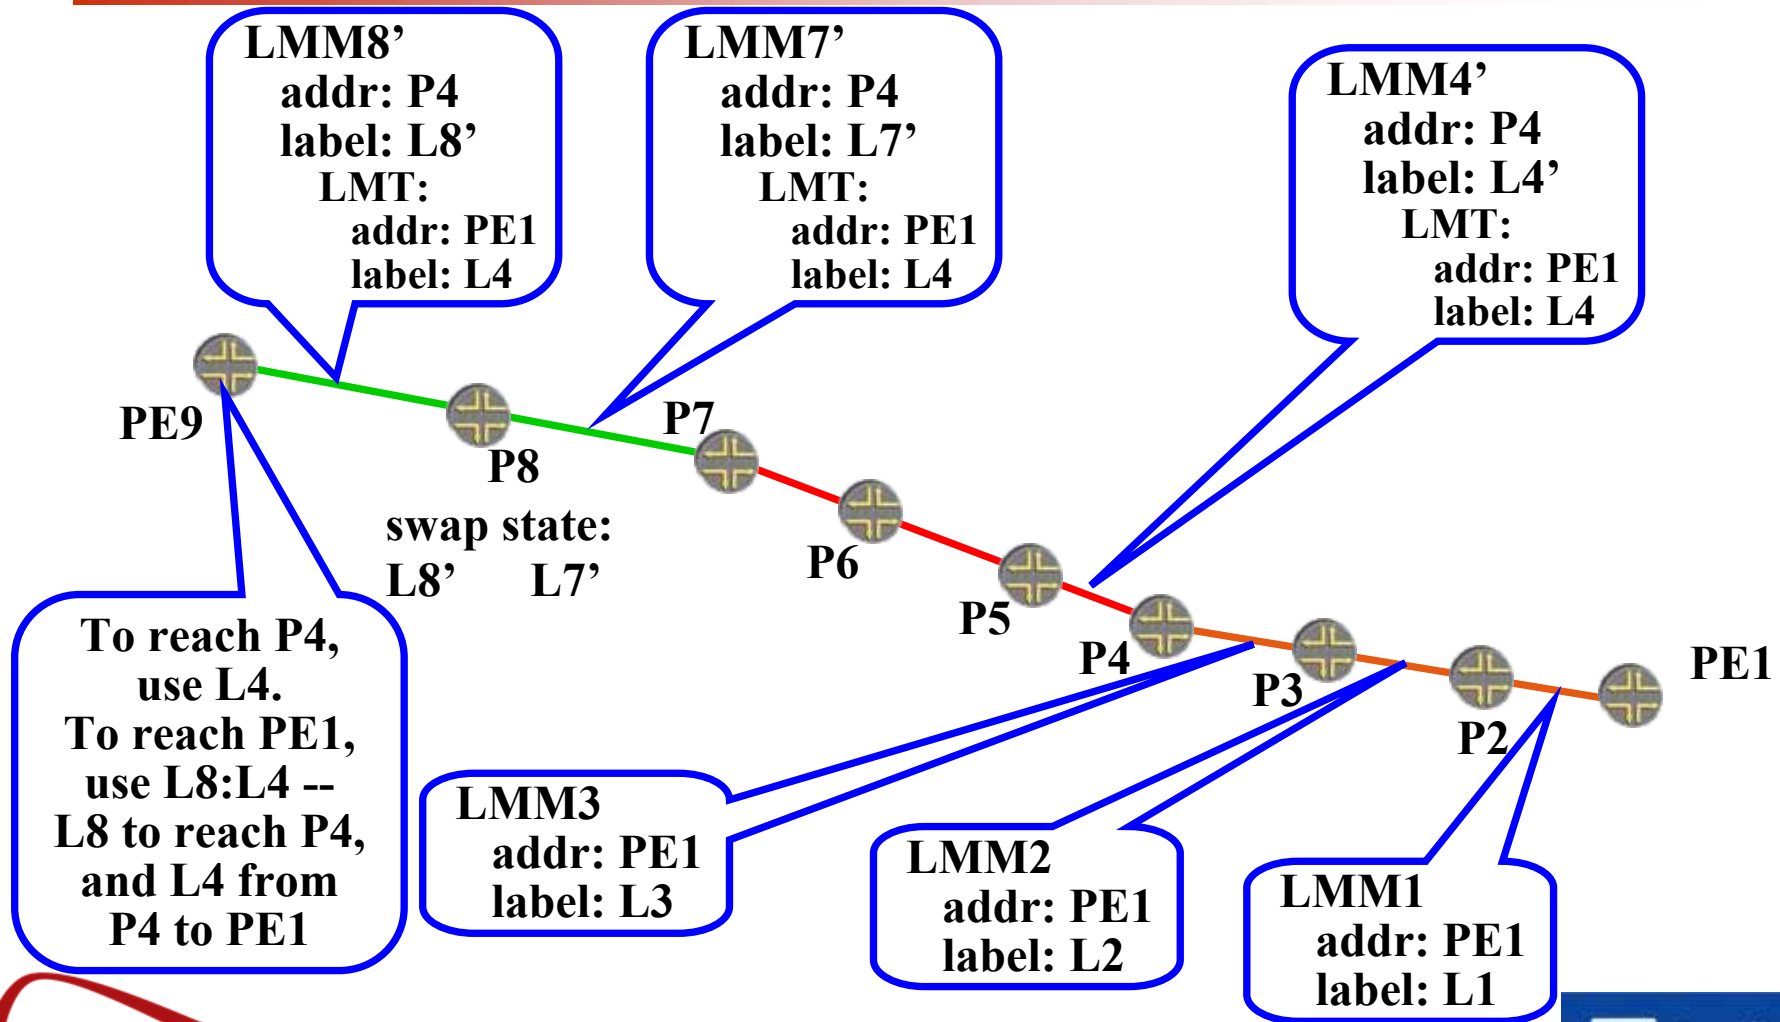 LMM8’
addr: P4
label: L8’
LMT:
addr: PE1
label: L4
LMM7’
addr: P4
label: L7’
LMT:
addr: PE1
label: L4
LMM4’
addr: P4
label: L4’
LMT:
addr: PE1
label: L4
PE9
P8
P7
P6
P5
P4
P3
P2
PE1
swap state:
L8’ L7’
To reach P4,
use L4.
To reach PE1,
use L8:L4 --
L8 to reach P4,
and L4 from
P4 to PE1
LMM3
addr: PE1
label: L3
LMM2
addr: PE1
label: L2
LMM1
addr: PE1
label: L1